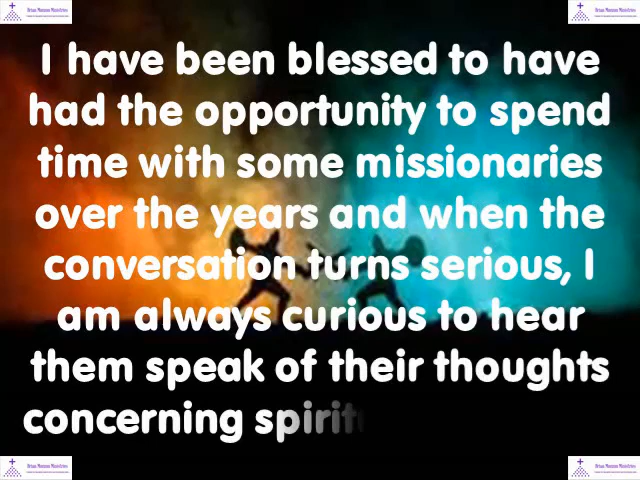 I have been blessed to have
had the opportunity to spend
time with some missionaries
over the years and when the
conversation turns serious, I
am always curious to hear
them speak of their thoughts
concerning spirit